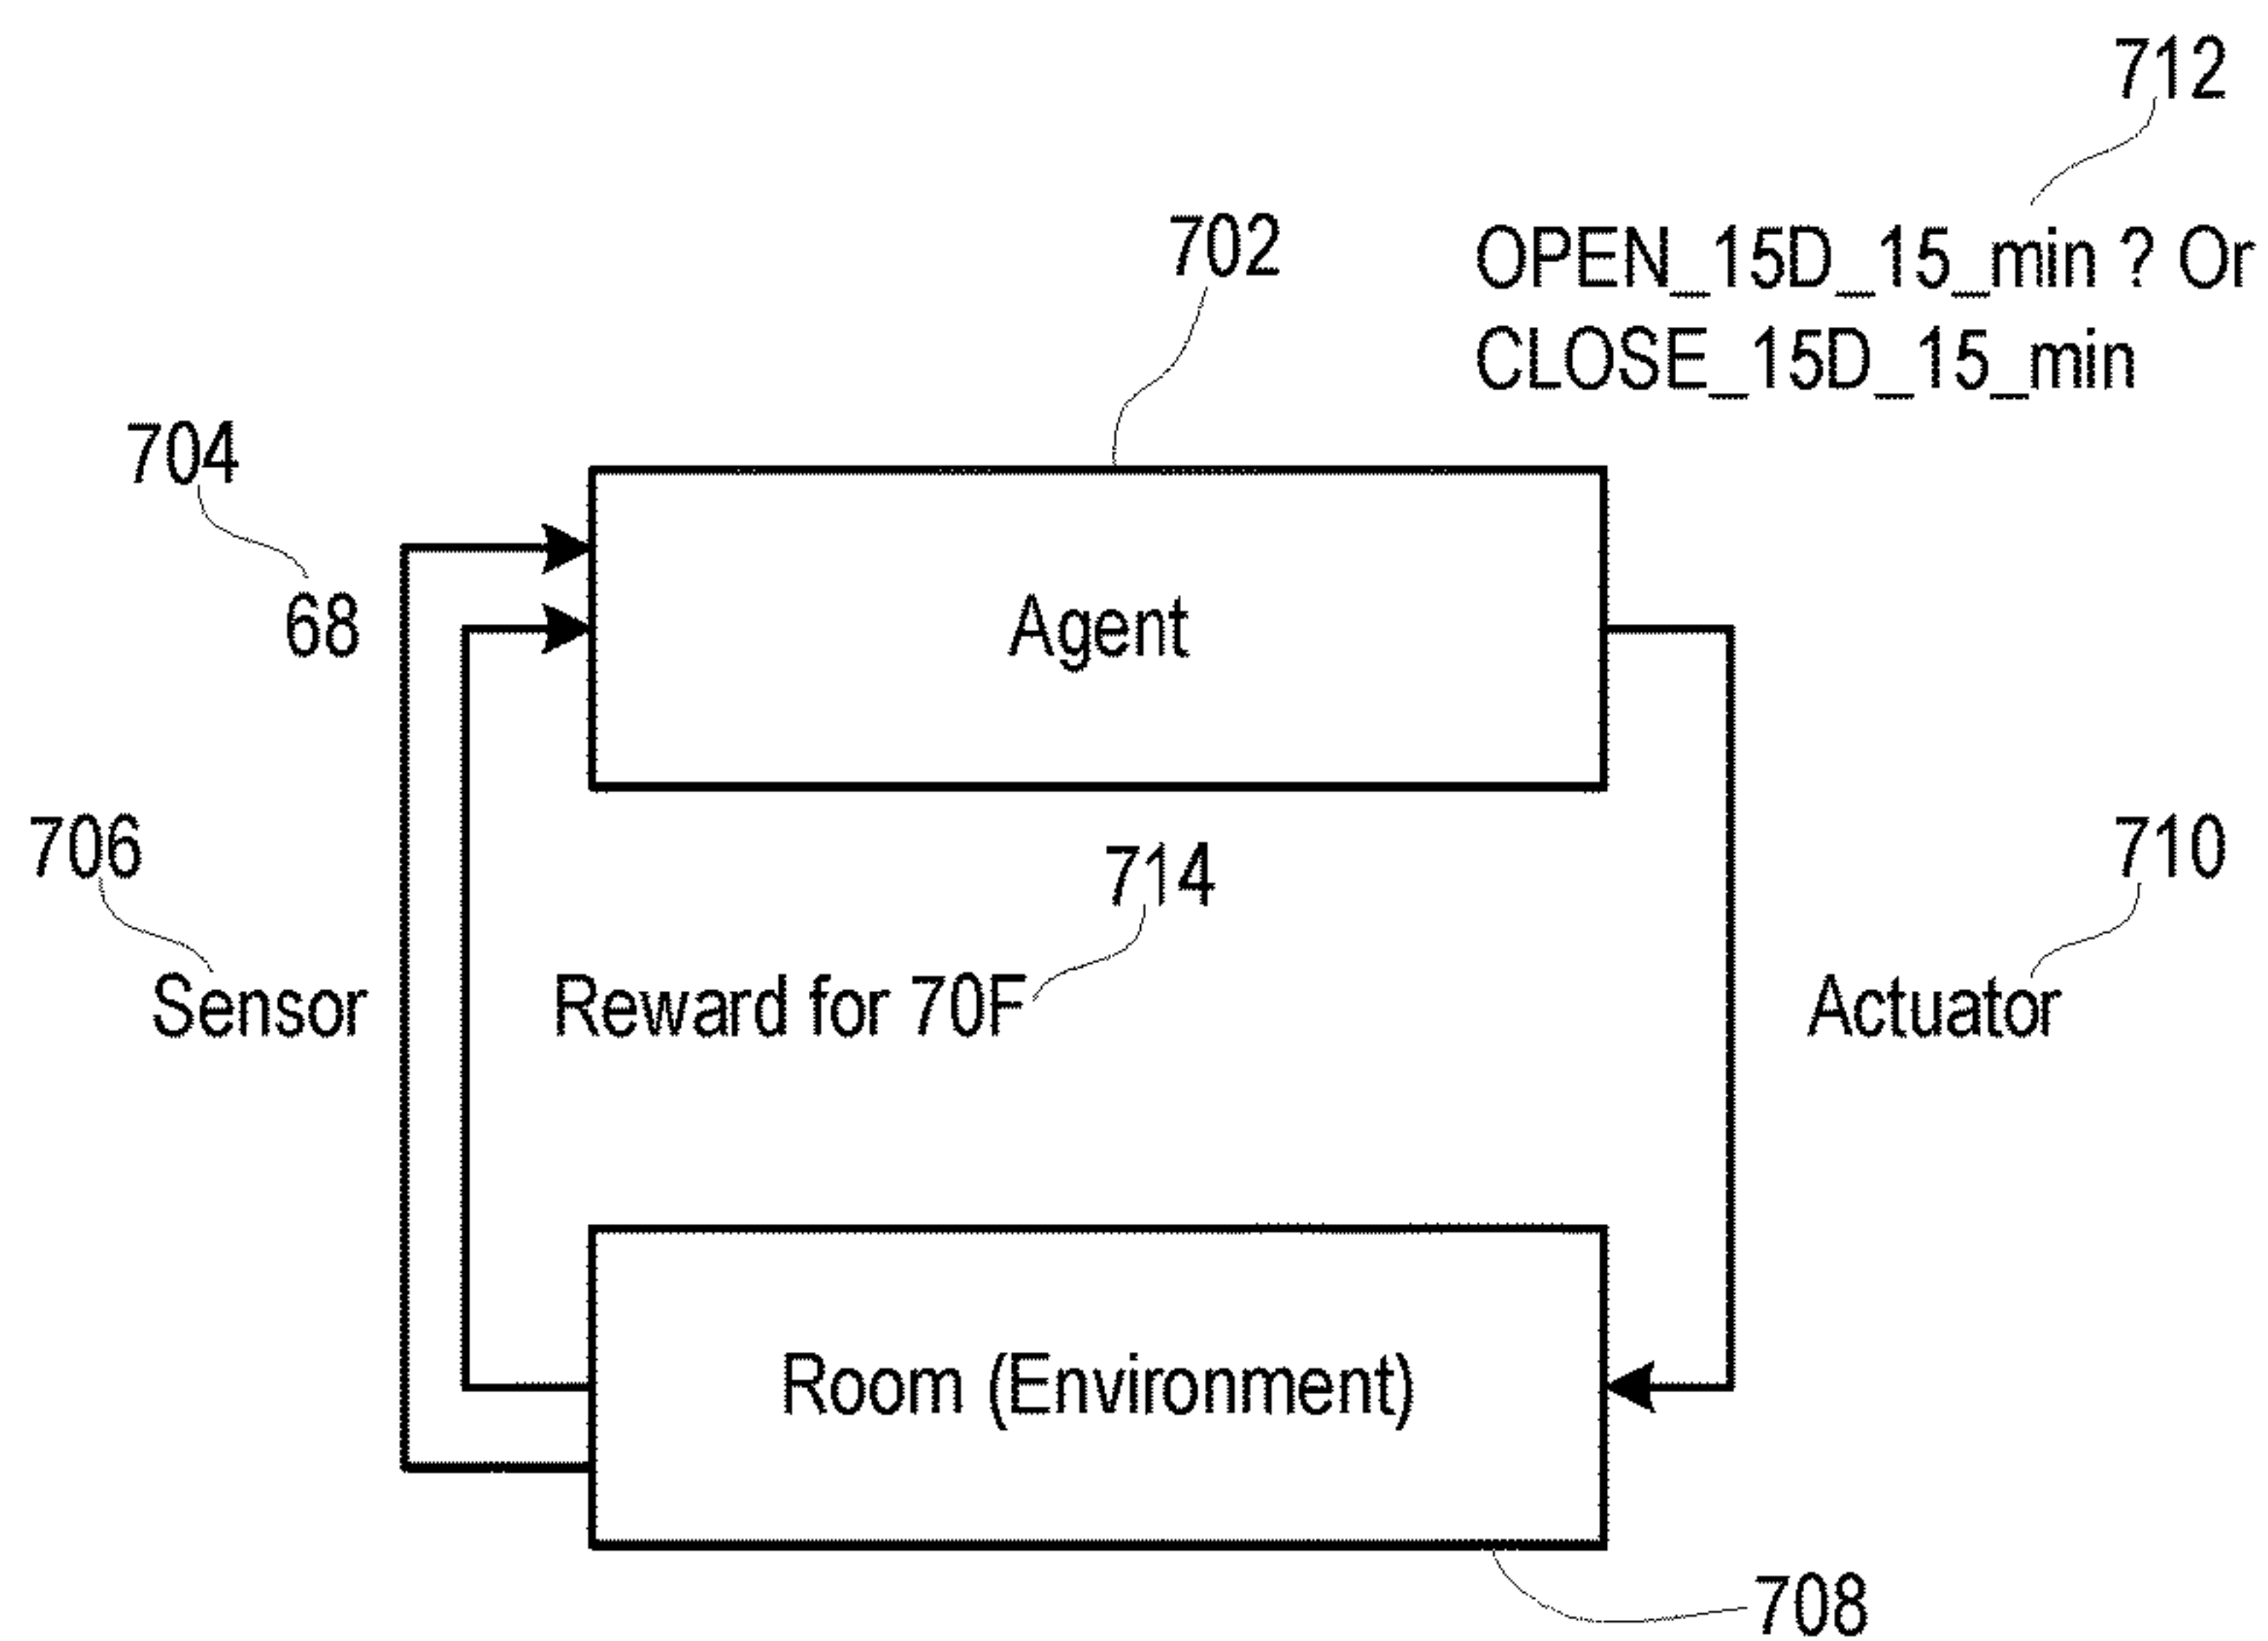 712
702
OPEN_15D_15_min ? Or
CLOSE_15D_15_min
704
68
Agent
706
714
710
Sensor
Reward for 70F
Actuator
Room (Environment)
708